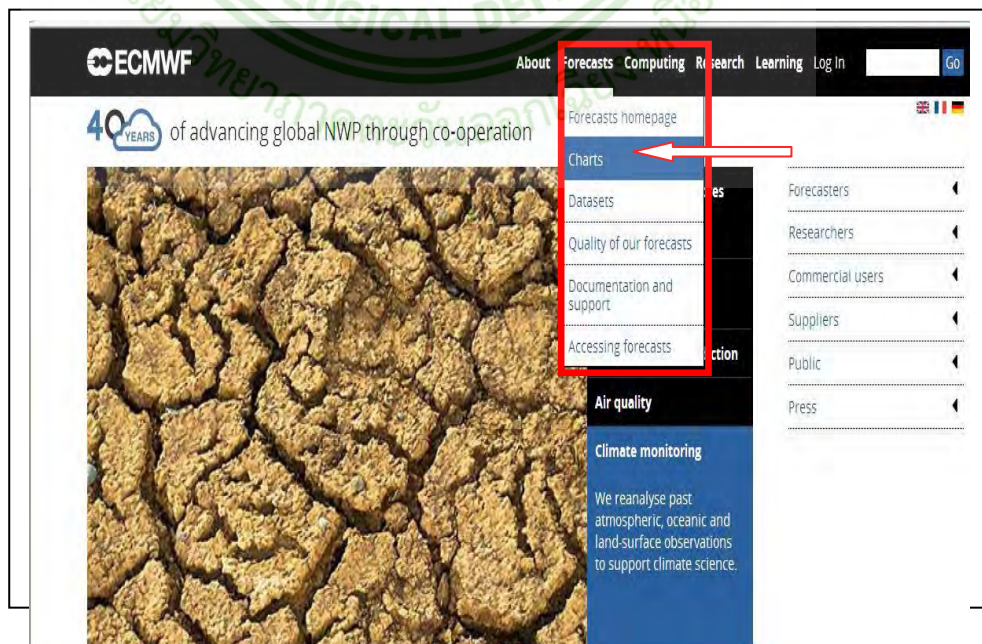 ECMWF
About Forecasts Computing Research Learning Log In Go
40 YEARS of advancing global NWP through co-operation
Forecasts homepage
Charts
Datasets
Quality of our forecasts
Documentation and
support
Accessing forecasts
Air quality
Climate monitoring
We reanalyse past
atmospheric, oceanic and
land-surface observations
to support climate science.
Forecasters
Researchers
Commercial users
Suppliers
Public
Press